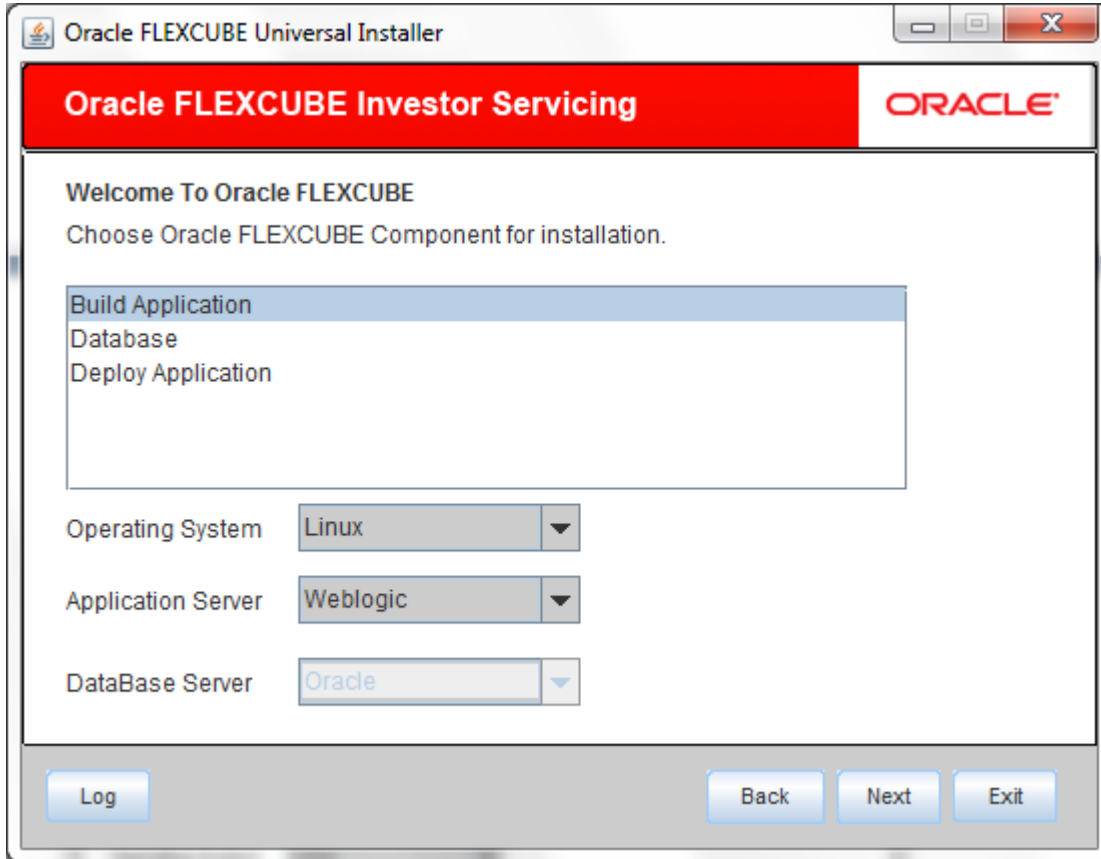 Oracle FLEXCUBE Universal Installer
Oracle FLEXCUBE Investor Servicing
ORACLE
Welcome To Oracle FLEXCUBE
Choose Oracle FLEXCUBE Component for installation.
Build Application
Database
Deploy Application
Operating System Linux
Application Server Weblogic
DataBase Server Oracle
Log Back Next Exit